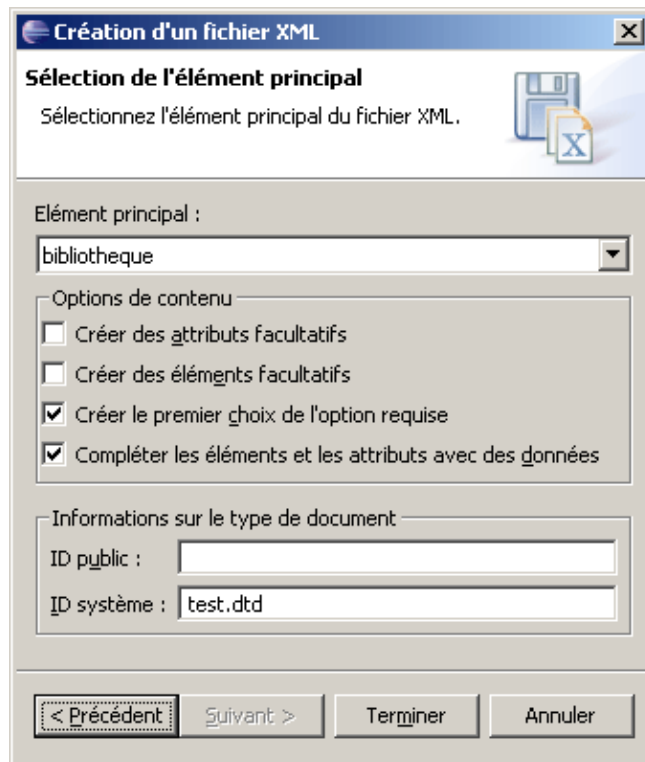 Création d'un fichier XML
Sélection de l'élément principal
Sélectionnez l'élément principal du fichier XML.
X
Elément principal :
bibliotheque
Options de contenu
Créer des attributs facultatifs
Créer des éléments facultatifs
Créer le premier choix de l'option requise
Compléter les éléments et les attributs avec des données
Informations sur le type de document
ID public :
ID système : test.dtd
< Précédent Suivant > Terminer Annuler